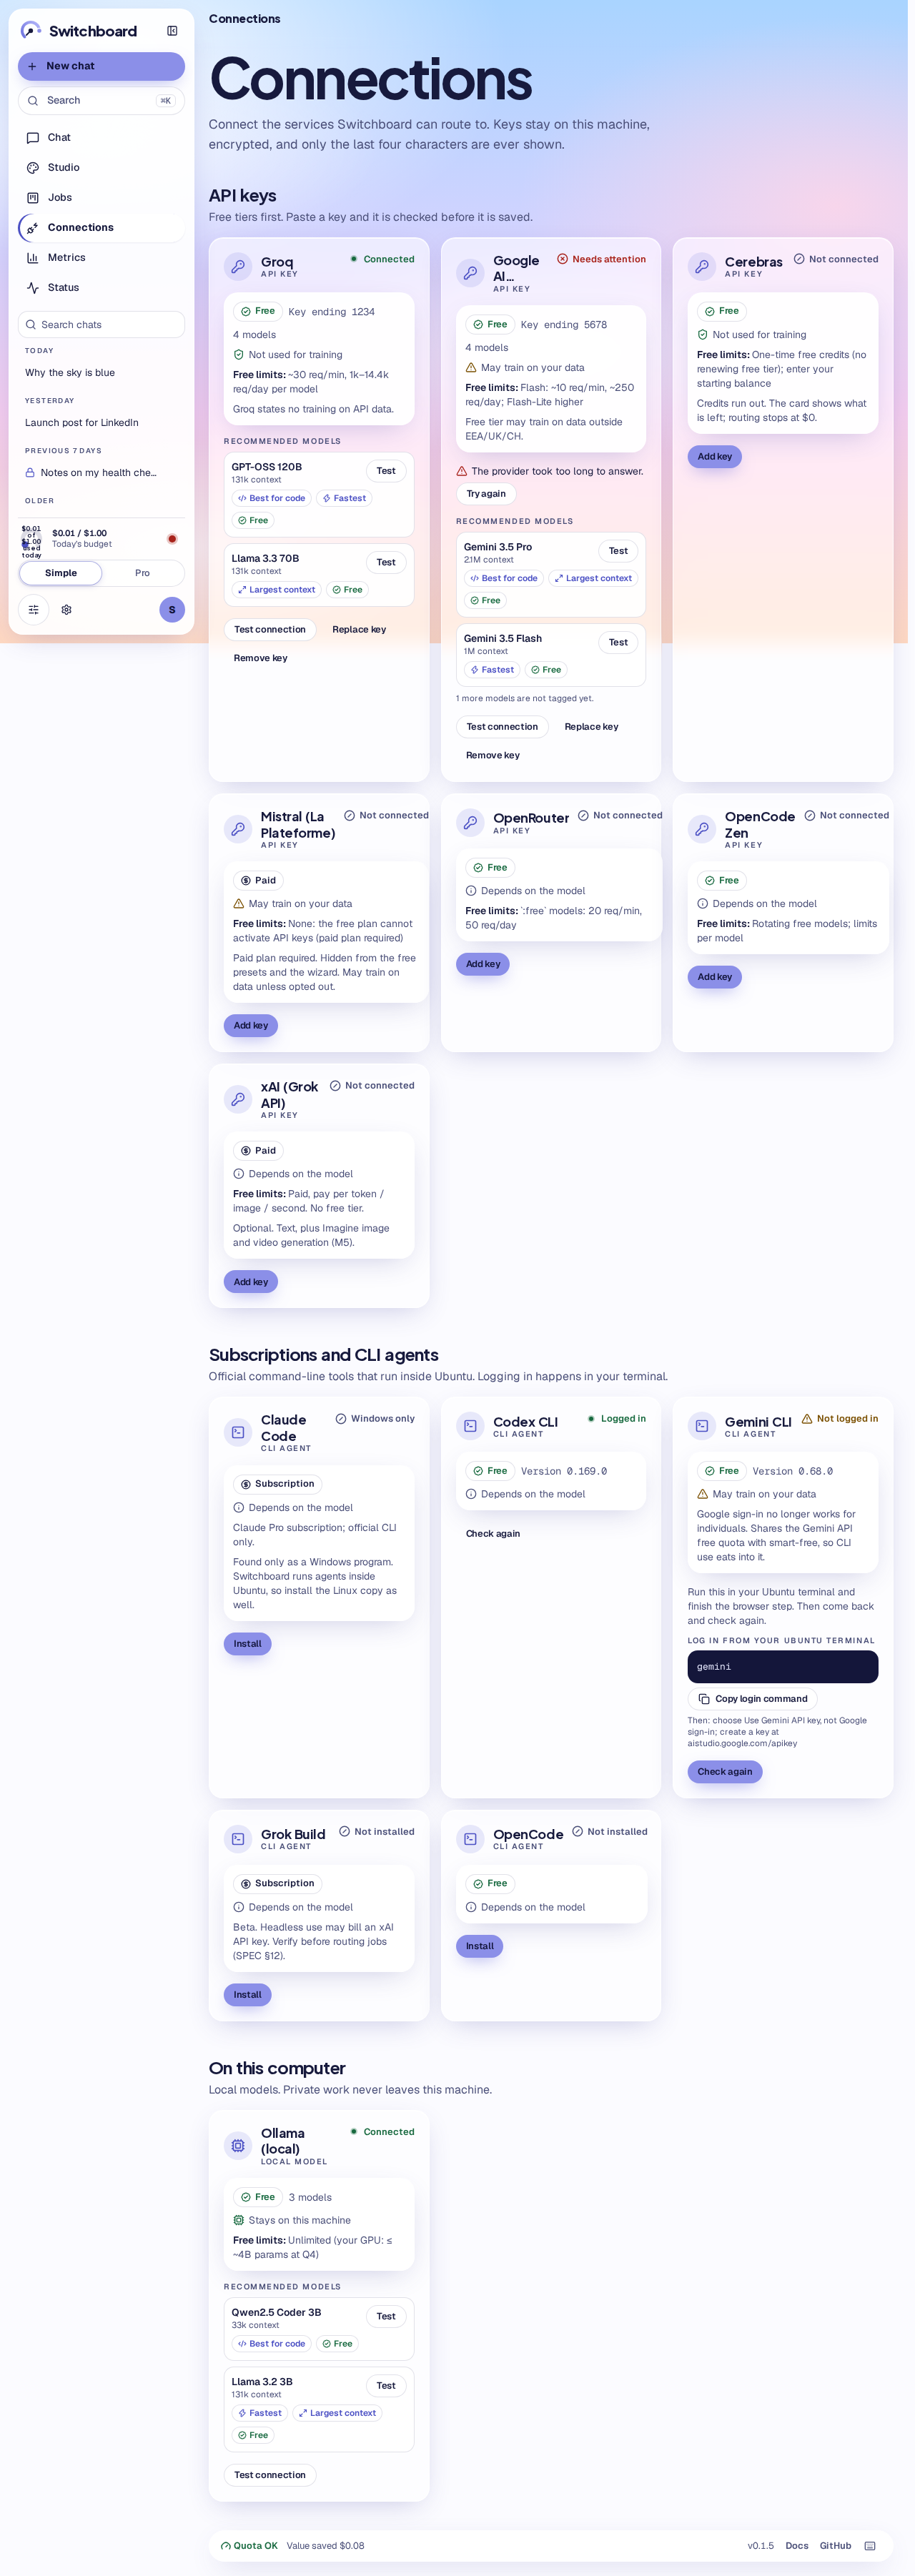 Switchboard
New chat
Search
⌘K
Chat
Studio
Jobs
Connections
Metrics
Status
Search chats
TODAY
Why the sky is blue
YESTERDAY
Launch post for LinkedIn
PREVIOUS 7 DAYS
Notes on my health che...
OLDER
$0.01
of
$1.00
used
today
$0.01 / $1.00
Today's budget
Simple
Pro
S
Connections
Connections
Connect the services Switchboard can route to. Keys stay on this machine,
encrypted, and only the last four characters are ever shown.
API keys
Free tiers first. Paste a key and it is checked before it is saved.
Groq
API KEY
Connected
Free
Key ending 1234
4 models
Not used for training
Free limits: ~30 req/min, 1k–14.4k
req/day per model
Groq states no training on API data.
RECOMMENDED MODELS
GPT-OSS 120B
131k context
Test
Best for code
Fastest
Free
Llama 3.3 70B
131k context
Test
Largest context
Free
Test connection
Replace key
Remove key
Google
AI...
API KEY
Needs attention
Free
Key ending 5678
4 models
May train on your data
Free limits: Flash: ~10 req/min, ~250
req/day; Flash-Lite higher
Free tier may train on data outside
EEA/UK/CH.
The provider took too long to answer.
Try again
RECOMMENDED MODELS
Gemini 3.5 Pro
2.1M context
Test
Best for code
Largest context
Free
Gemini 3.5 Flash
1M context
Test
Fastest
Free
1 more models are not tagged yet.
Test connection
Replace key
Remove key
Cerebras
API KEY
Not connected
Free
Not used for training
Free limits: One-time free credits (no
renewing free tier); enter your
starting balance
Credits run out. The card shows what
is left; routing stops at $0.
Add key
Mistral (La
Plateforme)
API KEY
Not connected
Paid
May train on your data
Free limits: None: the free plan cannot
activate API keys (paid plan required)
Paid plan required. Hidden from the free
presets and the wizard. May train on
data unless opted out.
Add key
OpenRouter
API KEY
Not connected
Free
Depends on the model
Free limits: `:free` models: 20 req/min,
50 req/day
Add key
OpenCode
Zen
API KEY
Not connected
Free
Depends on the model
Free limits: Rotating free models; limits
per model
Add key
xAI (Grok
API)
API KEY
Not connected
Paid
Depends on the model
Free limits: Paid, pay per token /
image / second. No free tier.
Optional. Text, plus Imagine image
and video generation (M5).
Add key
Subscriptions and CLI agents
Official command-line tools that run inside Ubuntu. Logging in happens in your terminal.
Claude
Code
CLI AGENT
Windows only
Subscription
Depends on the model
Claude Pro subscription; official CLI
only.
Found only as a Windows program.
Switchboard runs agents inside
Ubuntu, so install the Linux copy as
well.
Install
Codex CLI
CLI AGENT
Logged in
Free
Version 0.169.0
Depends on the model
Check again
Gemini CLI
CLI AGENT
Not logged in
Free
Version 0.68.0
May train on your data
Google sign-in no longer works for
individuals. Shares the Gemini API
free quota with smart-free, so CLI
use eats into it.
Run this in your Ubuntu terminal and
finish the browser step. Then come back
and check again.
LOG IN FROM YOUR UBUNTU TERMINAL
gemini
Copy login command
Then: choose Use Gemini API key, not Google
sign-in; create a key at
aistudio.google.com/apikey
Check again
Grok Build
CLI AGENT
Not installed
Subscription
Depends on the model
Beta. Headless use may bill an xAI
API key. Verify before routing jobs
(SPEC §12).
Install
OpenCode
CLI AGENT
Not installed
Free
Depends on the model
Install
On this computer
Local models. Private work never leaves this machine.
Ollama
(local)
LOCAL MODEL
Connected
Free
3 models
Stays on this machine
Free limits: Unlimited (your GPU: ≤
~4B params at Q4)
RECOMMENDED MODELS
Qwen2.5 Coder 3B
33k context
Test
Best for code
Free
Llama 3.2 3B
131k context
Test
Fastest
Largest context
Free
Test connection
Quota OK
Value saved $0.08
v0.1.5
Docs
GitHub